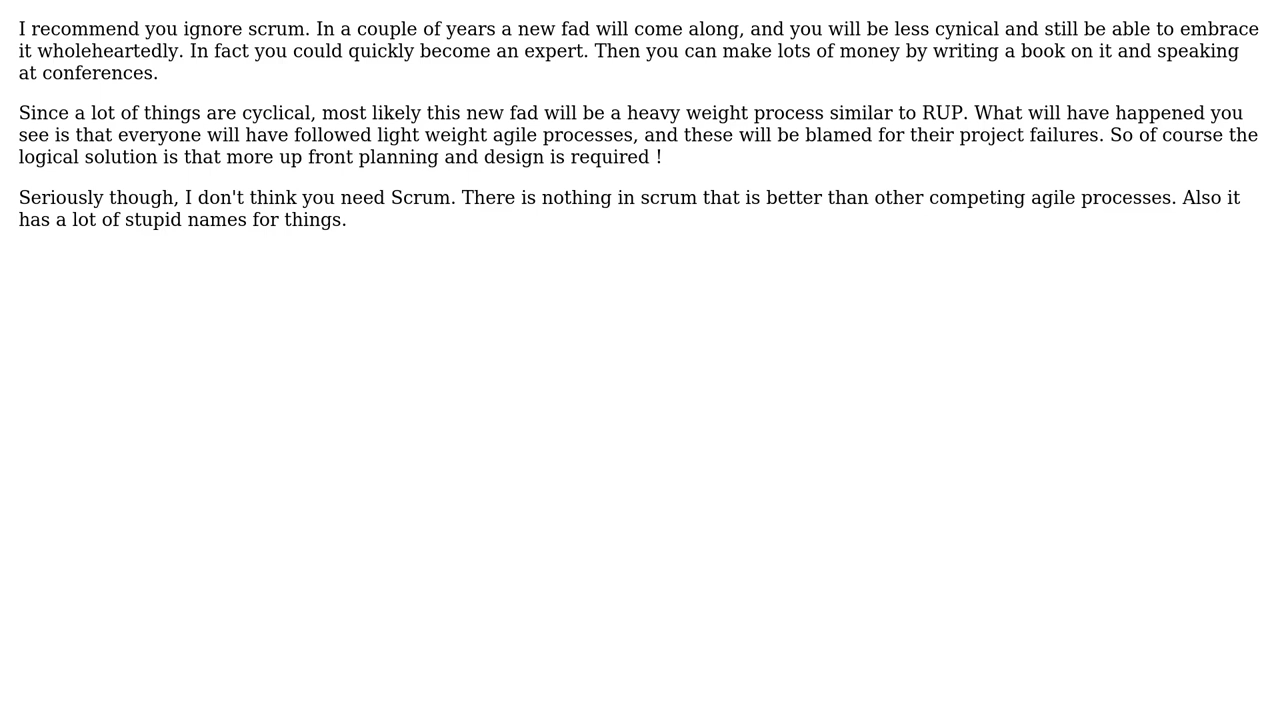 I recommend you ignore scrum. In a couple of years a new fad will come along, and you will be less cynical and still be able to embrace
it wholeheartedly. In fact you could quickly become an expert. Then you can make lots of money by writing a book on it and speaking
at conferences.
Since a lot of things are cyclical, most likely this new fad will be a heavy weight process similar to RUP. What will have happened you
see is that everyone will have followed light weight agile processes, and these will be blamed for their project failures. So of course the
logical solution is that more up front planning and design is required !
Seriously though, I don't think you need Scrum. There is nothing in scrum that is better than other competing agile processes. Also it
has a lot of stupid names for things.